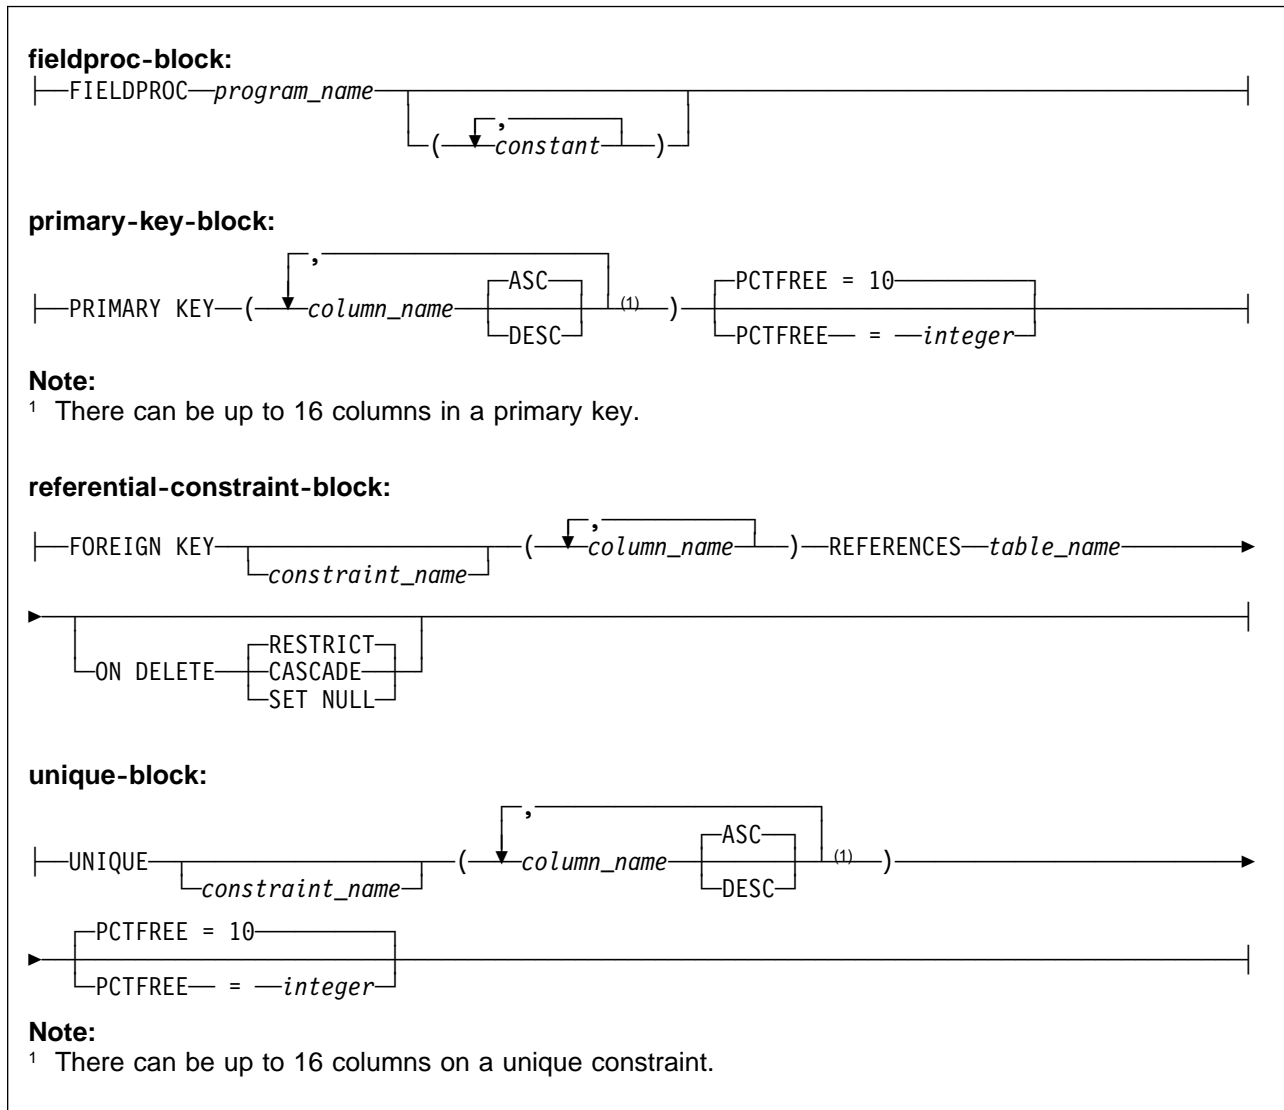 fieldproc-block:
FIELDPROC program_name
,
( constant )
primary-key-block:
,
ASC PCTFREE = 10
PRIMARY KEY ( column_name (1) )
DESC PCTFREE = integer
Note:
1 There can be up to 16 columns in a primary key.
referential-constraint-block:
,
FOREIGN KEY ( column_name ) REFERENCES table_name
constraint_name
RESTRICT
ON DELETE CASCADE
SET NULL
unique-block:
,
ASC
UNIQUE ( column_name (1) )
constraint_name DESC
PCTFREE = 10
PCTFREE = integer
Note:
1 There can be up to 16 columns on a unique constraint.